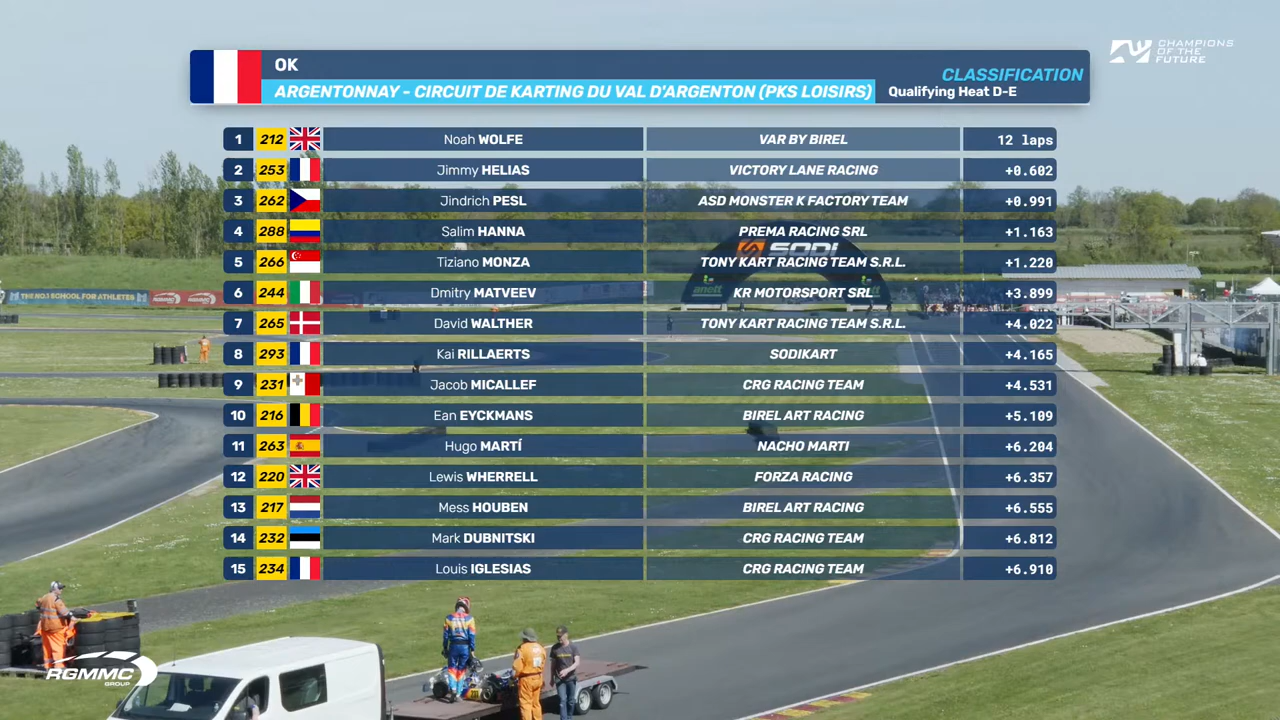 OK
CHAMPIONS
OF THE
FUTURE
CLASSIFICATION
ARGENTONNAY - CIRCUIT DE KARTING DU VAL D'ARGENTON (PKS LOISIRS)
Qualifying Heat D-E
1 212 Noah WOLFE VAR BY BIREL 12 laps
2 253 Jimmy HELIAS VICTORY LANE RACING +0.602
3 262 Jindrich PESL ASD MONSTER K FACTORY TEAM +0.991
4 288 Salim HANNA PREMA RACING SRL +1.163
SODI
5 266 Tiziano MONZA TONY KART RACING TEAM S.R.L. +1.220
6 244 Dmitry MATVEEV KR MOTORSPORT SRL +3.899
THE NO.1 SCHOOL FOR ATHLETES
7 265 David WALTHER TONY KART RACING TEAM S.R.L. +4.022
8 293 Kai RILLAERTS SODIKART +4.165
9 231 Jacob MICALLEF CRG RACING TEAM +4.531
10 216 Ean EYCKMANS BIREL ART RACING +5.109
11 263 Hugo MARTÍ NACHO MARTI +6.204
12 220 Lewis WHERRELL FORZA RACING +6.357
13 217 Mess HOUBEN BIREL ART RACING +6.555
14 232 Mark DUBNITSKI CRG RACING TEAM +6.812
15 234 Louis IGLESIAS CRG RACING TEAM +6.910
RGMMC
GROUP